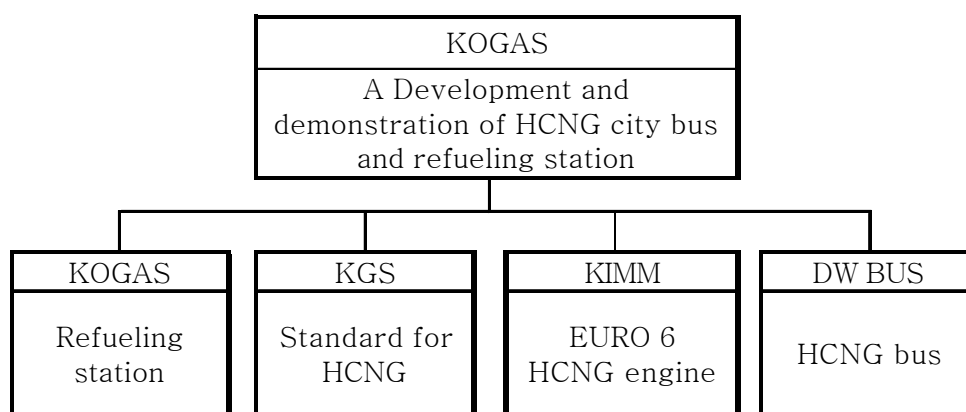 KOGAS
A Development and
demonstration of HCNG city bus
and refueling station
KOGAS
Refueling
station
KGS
Standard for
HCNG
KIMM
EURO 6
HCNG engine
DW BUS
HCNG bus